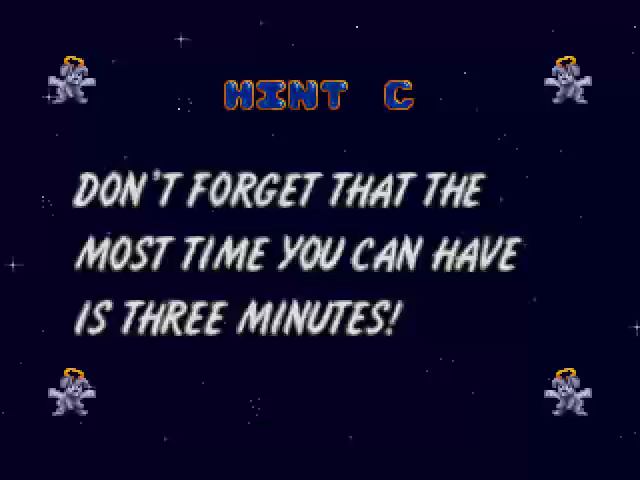 HINT C
DON'T FORGET THAT THE
MOST TIME YOU CAN HAVE
IS THREE MINUTES!